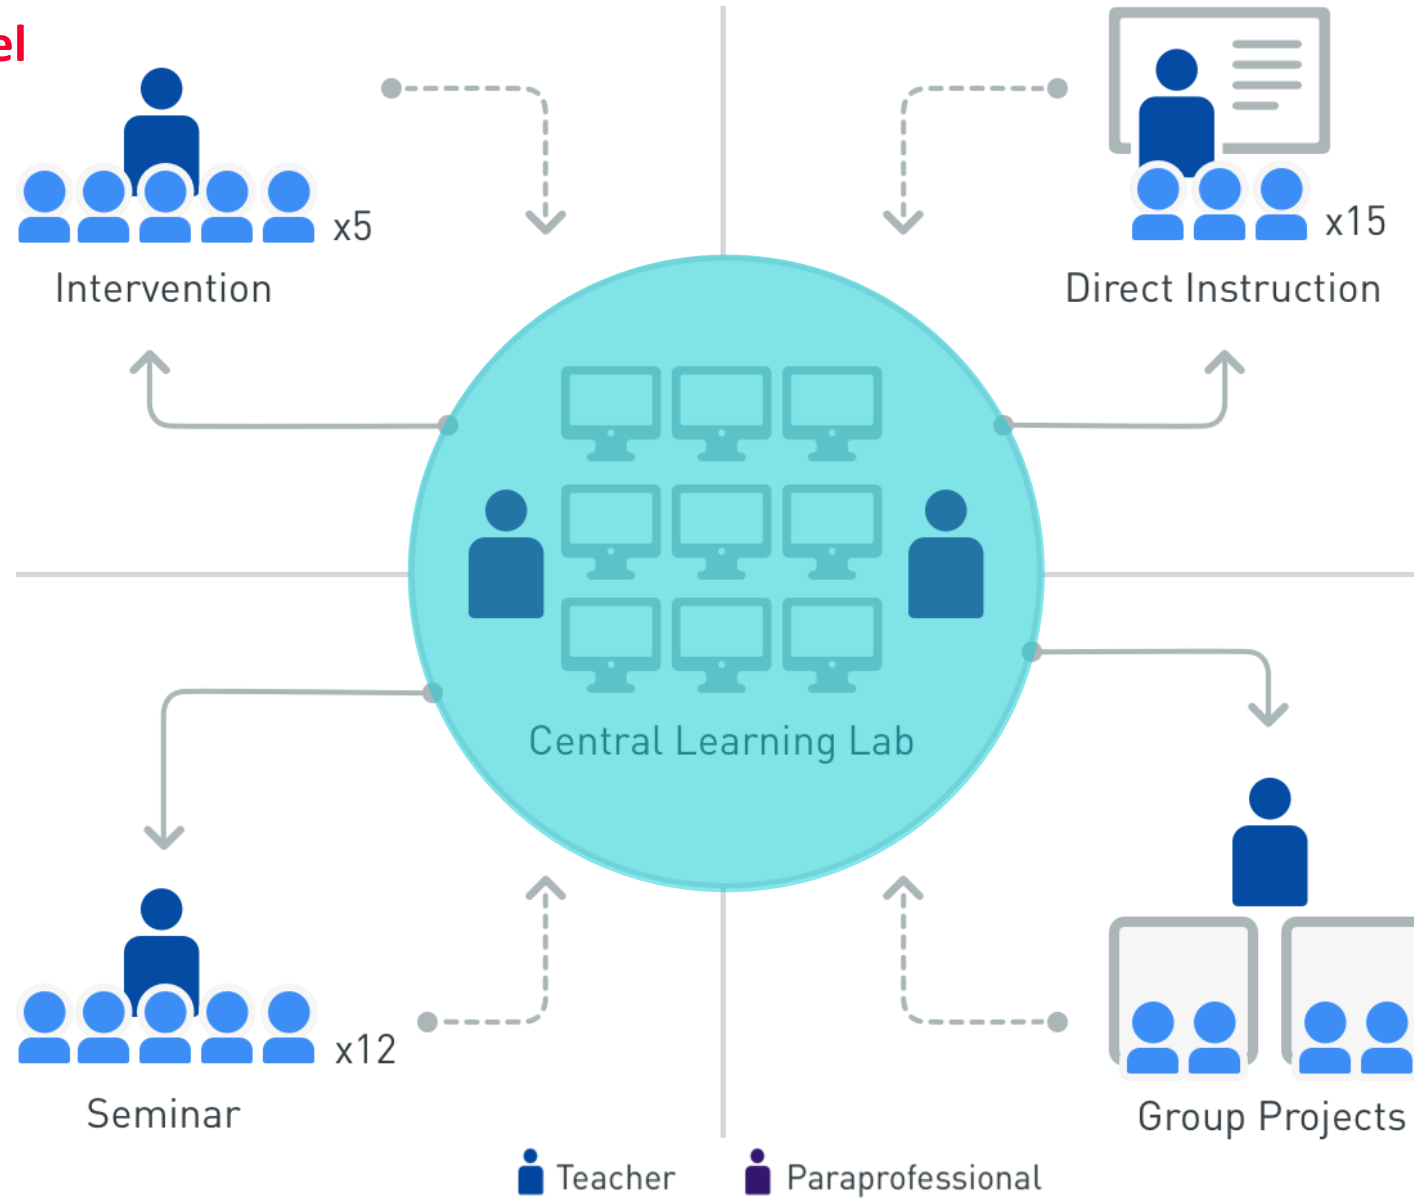 x5
Intervention
x15
Direct Instruction
Central Learning Lab
x12
Seminar
Group Projects
Teacher
Paraprofessional